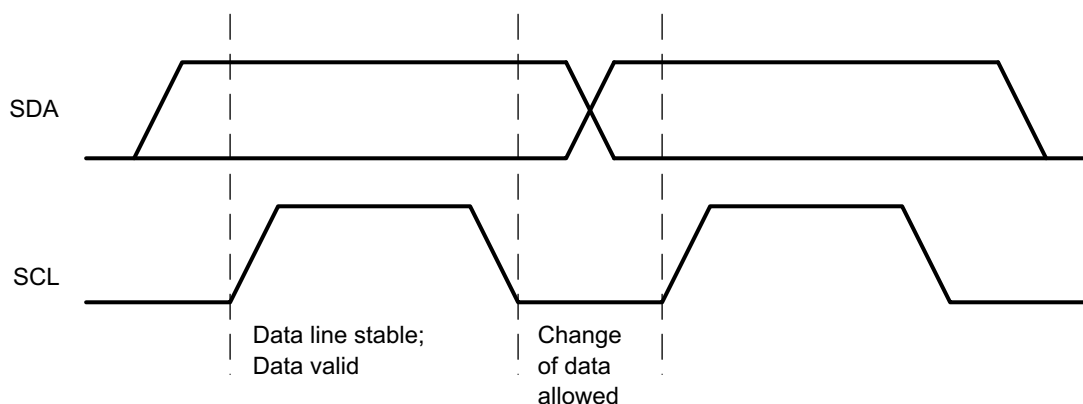 SDA
SCL
Data line stable;
Data valid
Change
of data
allowed